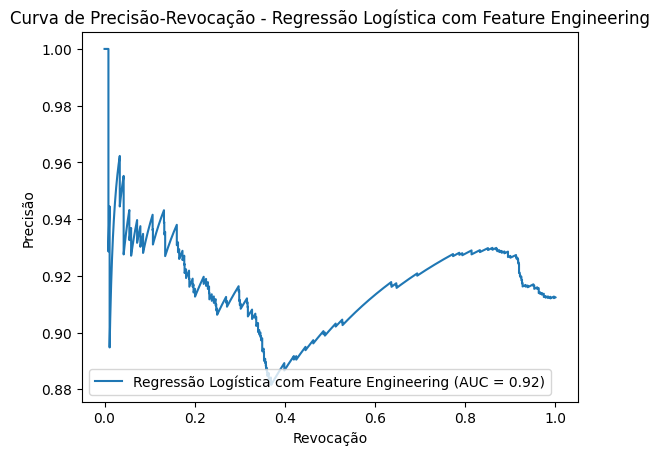 Curva de Precisão-Revocação - Regressão Logística com Feature Engineering
1.00
0.98
0.96
0.94
0.92
0.90
0.88
Precisão
Regressão Logística com Feature Engineering (AUC = 0.92)
0.0 0.2 0.4 0.6 0.8 1.0
Revocação